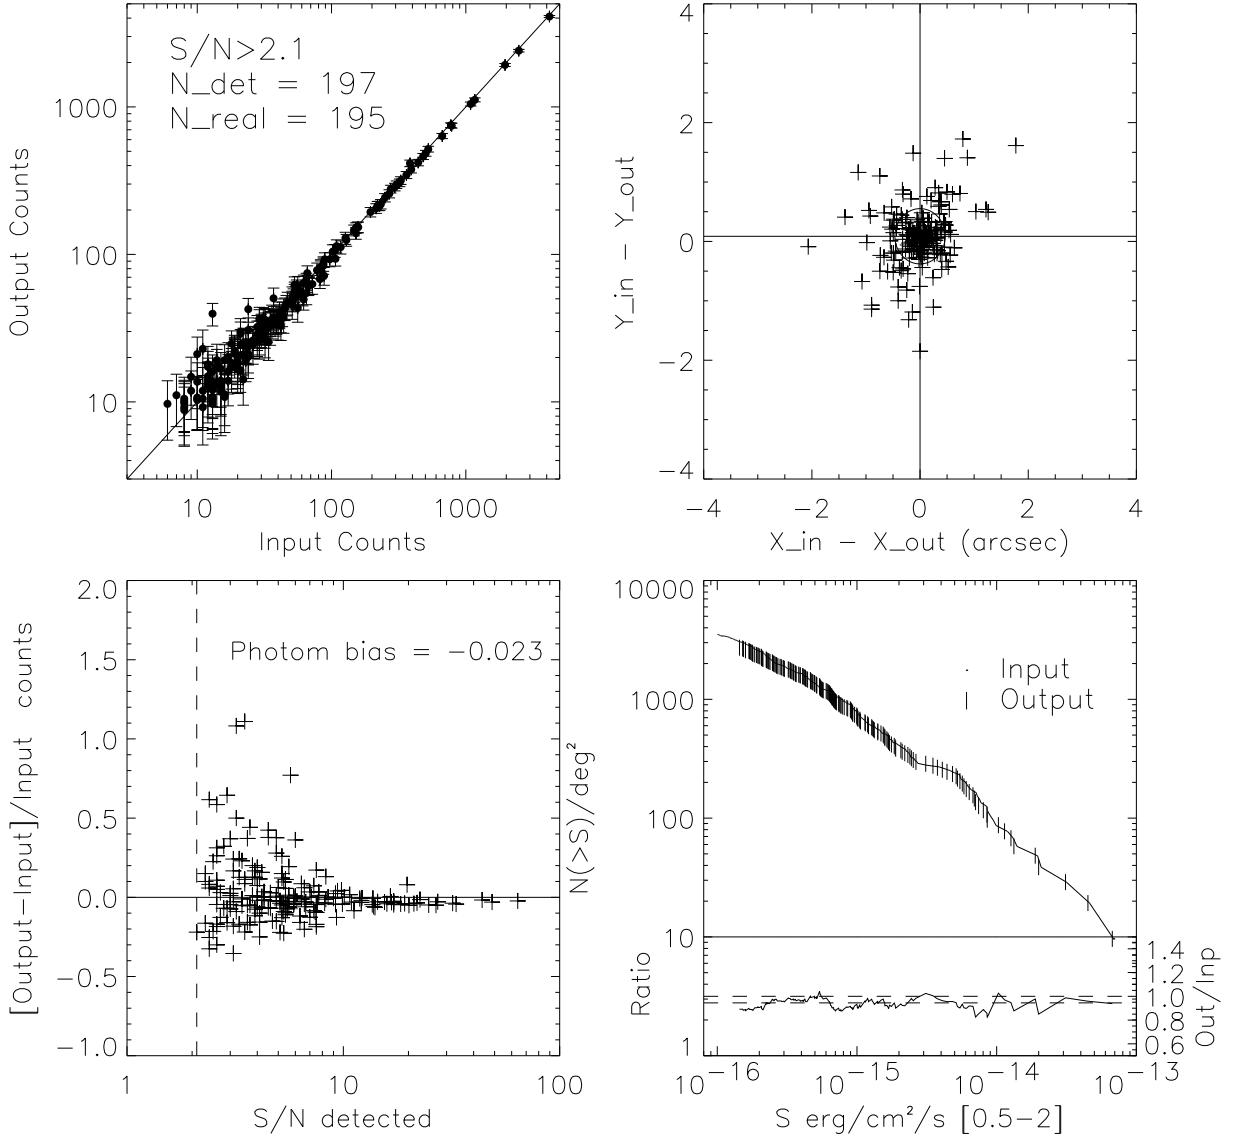 S/N>2.1
N_det = 197
N_real = 195
1000
100
10
Output Counts
10 100 1000
Input Counts
4
2
0
−2
−4
Y_in − Y_out
−4 −2 0 2 4
X_in − X_out (arcsec)
2.0
1.5
1.0
0.5
0.0
−0.5
−1.0
[Output−Input]/Input counts
Photom bias = −0.023
1 10 100
S/N detected
10000
1000
100
10
1
N(>S)/deg²
Ratio
Input
Output
1.4
1.2
1.0
0.8
0.6
Out/Inp
10−16 10−15 10−14 10−13
S erg/cm²/s [0.5−2]